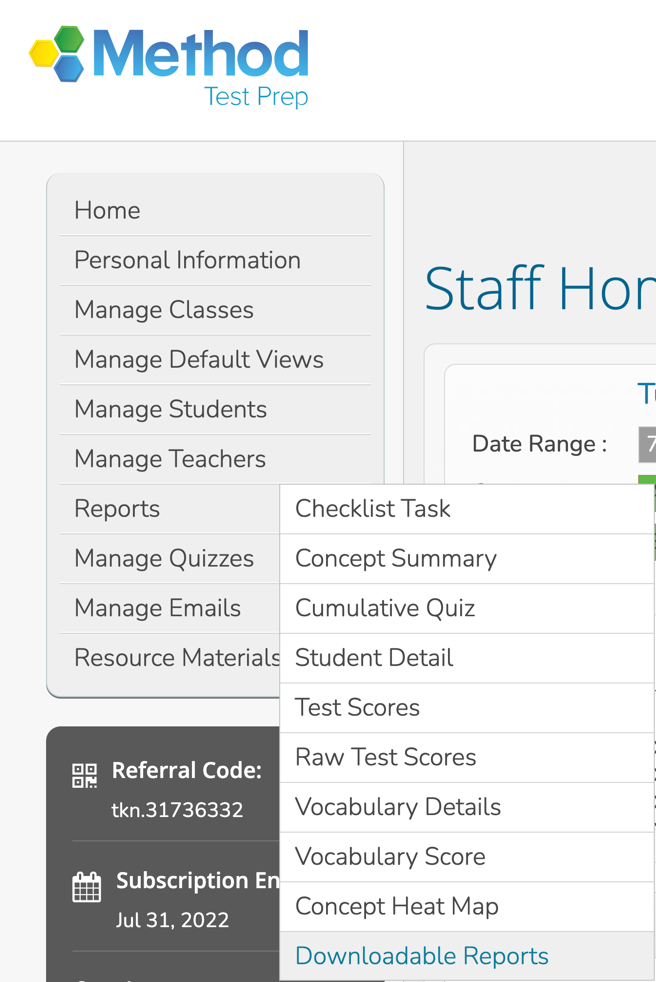 Method
Test Prep
Home
Personal Information
Manage Classes
Manage Default Views
Manage Students
Manage Teachers
Reports
Manage Quizzes
Manage Emails
Resource Materials
Checklist Task
Concept Summary
Cumulative Quiz
Student Detail
Test Scores
Raw Test Scores
Vocabulary Details
Vocabulary Score
Concept Heat Map
Downloadable Reports
Staff
Date Range :
7
Referral Code:
tkn.31736332
Subscription
Jul 31, 2022